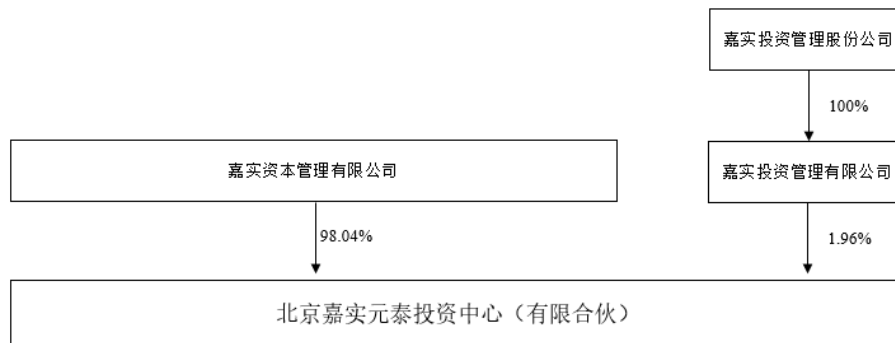 嘉实投资管理股份公司
100%
嘉实资本管理有限公司
嘉实投资管理有限公司
98.04%
1.96%
北京嘉实元泰投资中心（有限合伙）